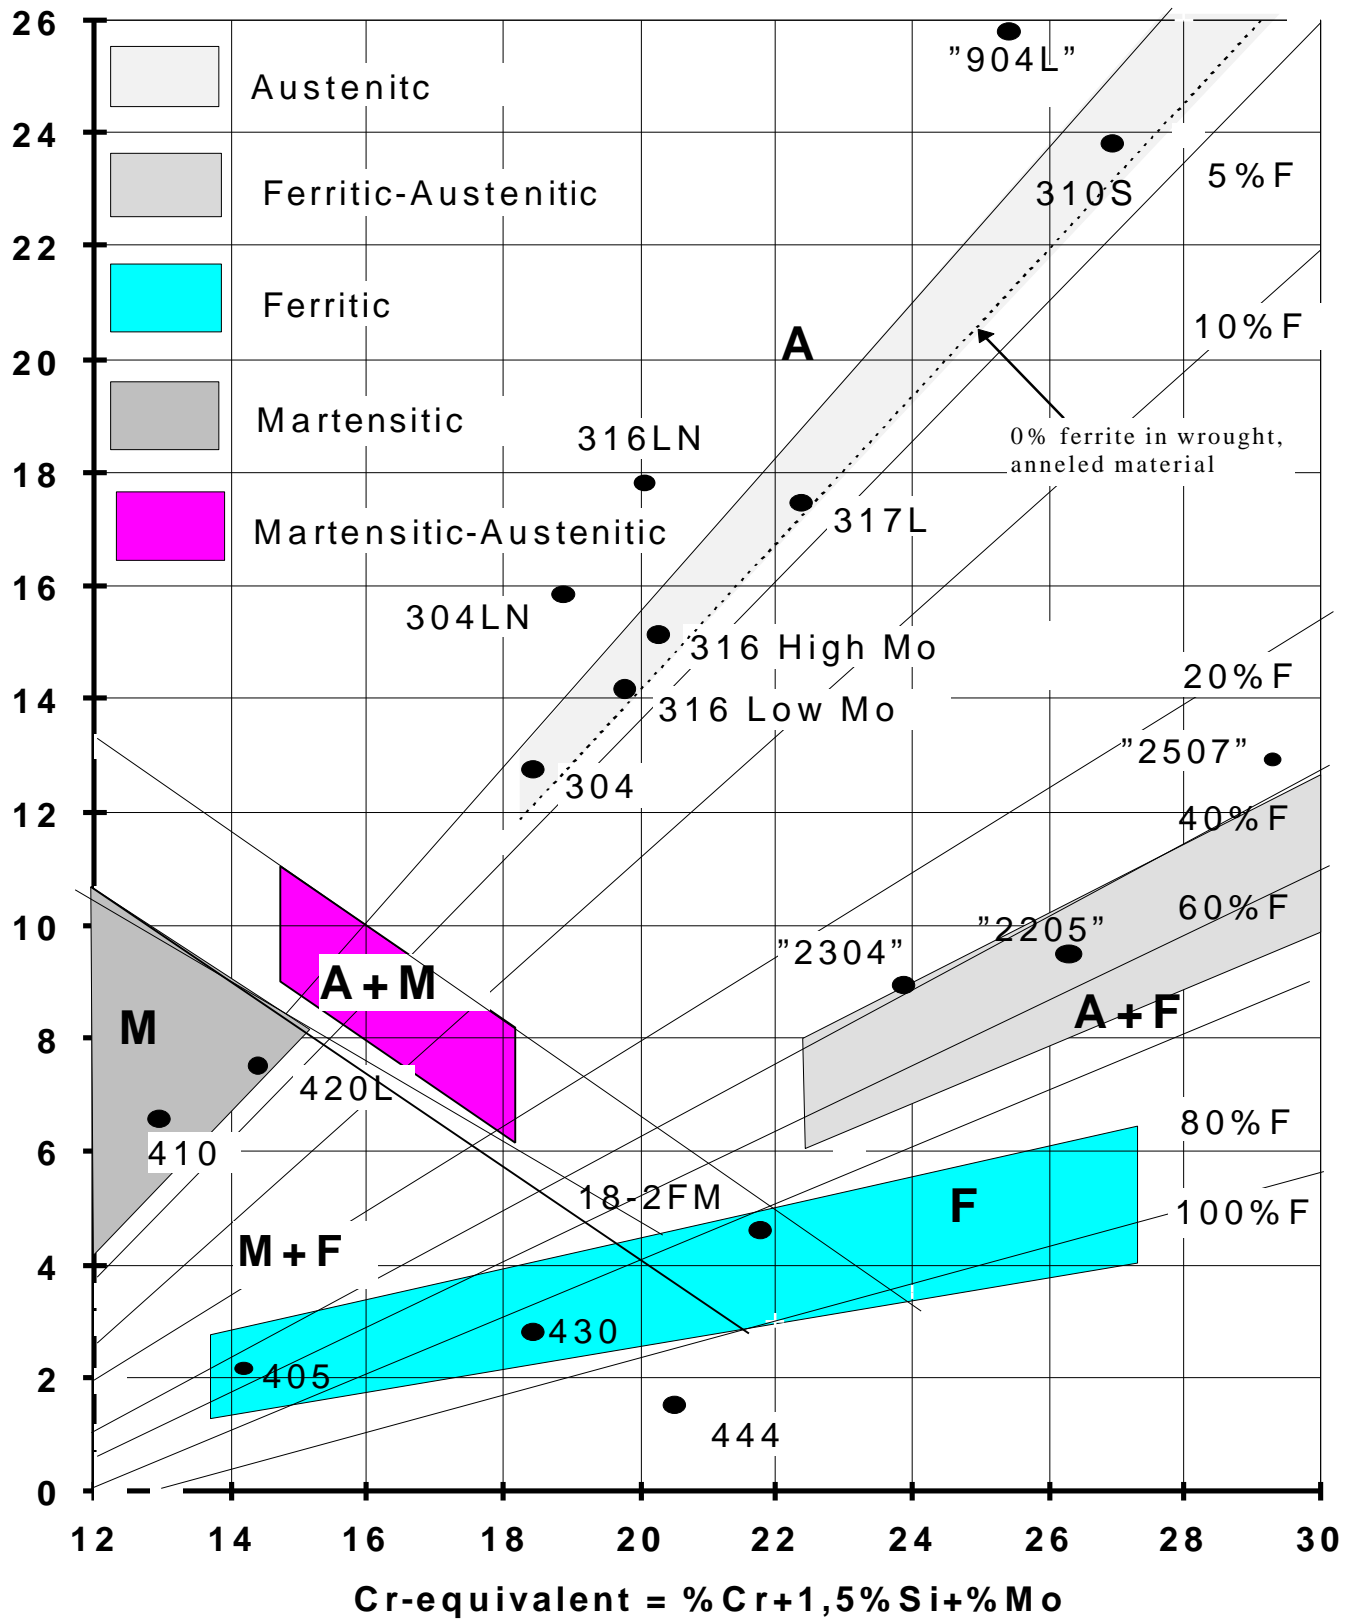 26
"904L"
Austenitc
24
5%F
Ferritic-Austenitic
310S
22
Ferritic
10%F
20
A
Martensitic
0% ferrite in wrought,
anneled material
316LN
18
317L
Martensitic-Austenitic
16
304LN
316 High Mo
20%F
14
316 Low Mo
"2507"
304
12
40%F
60%F
10
"2205"
"2304"
A+M
A+F
M
8
420L
80%F
410
6
18-2FM
F
100%F
M+F
4
430
405
2
444
0
12 14 16 18 20 22 24 26 28 30
Cr-equivalent = %Cr+1,5%Si+%Mo